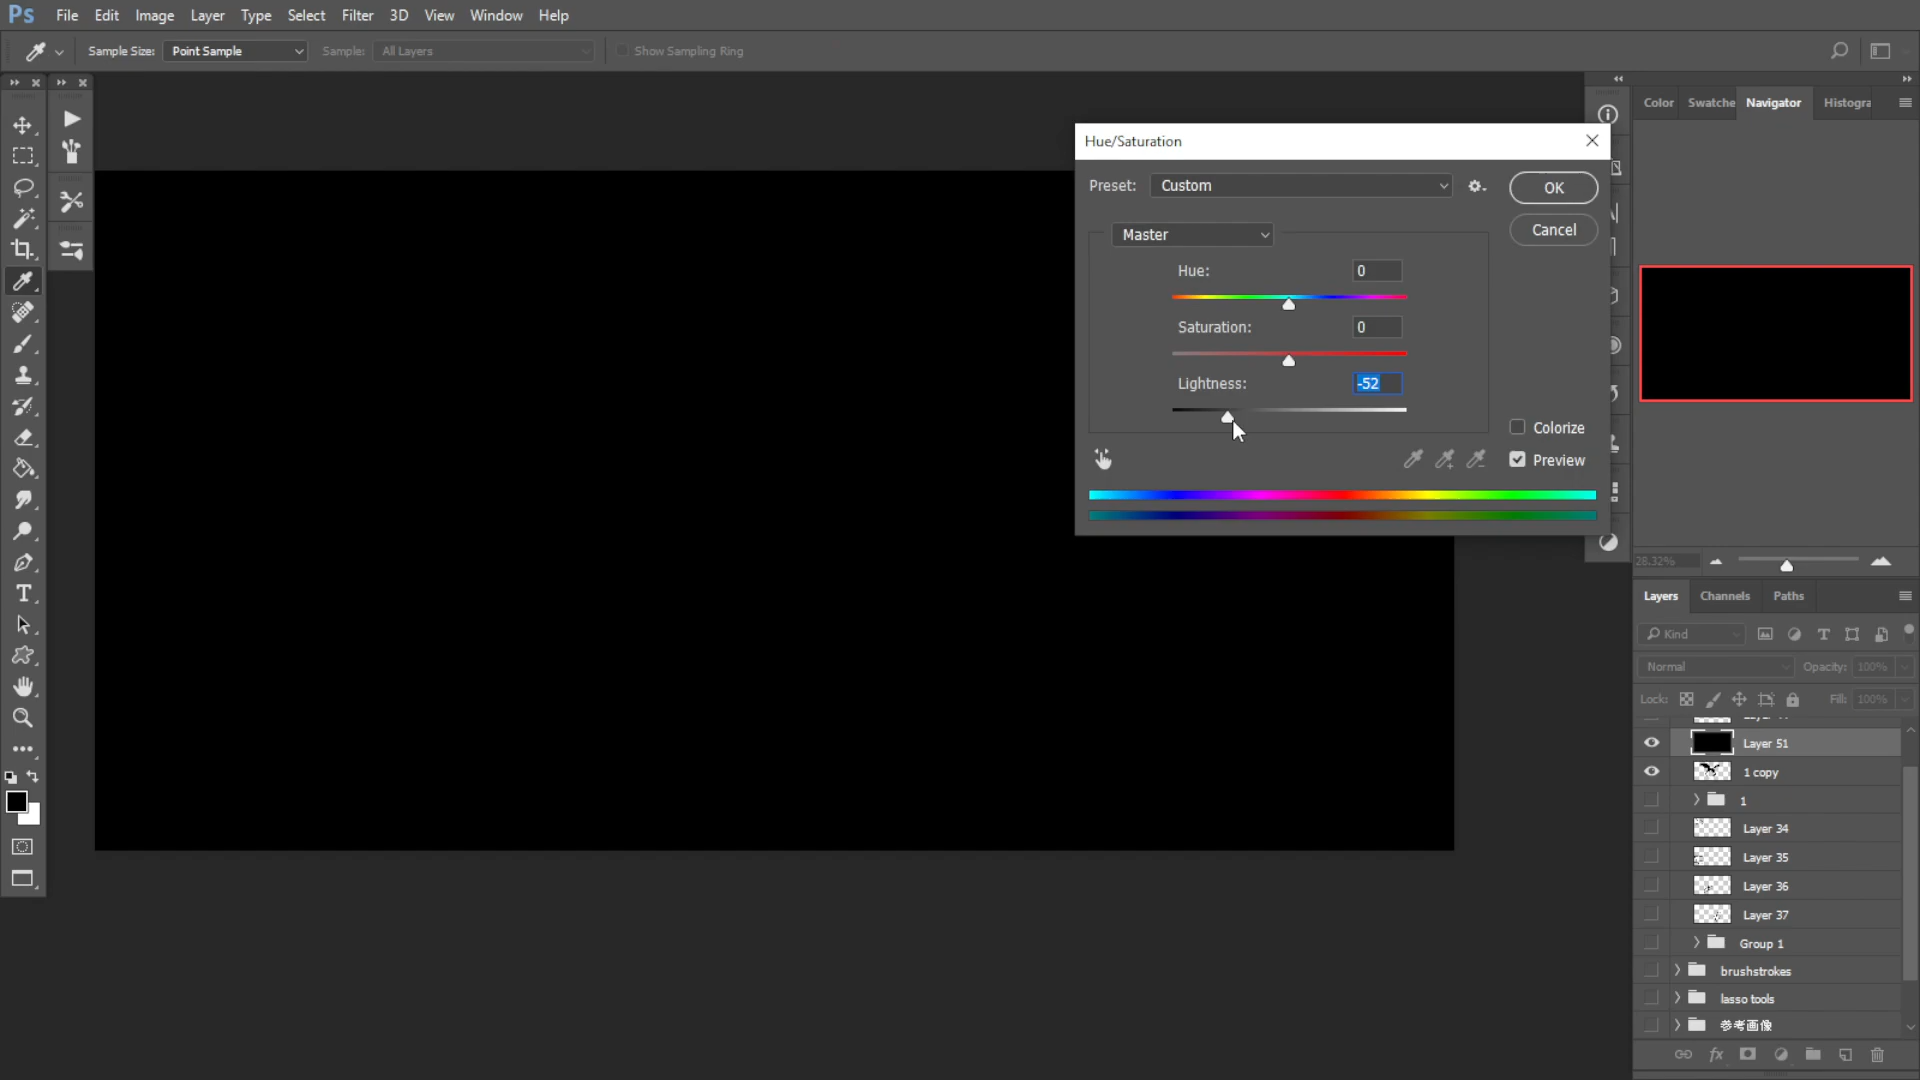 Ps File Edit Image Layer Type Select Filter 3D View Window Help
Sample Size: Point Sample Sample: All Layers Show Sampling Ring
Color Swatche Navigator Histogra
Hue/Saturation
Preset: Custom OK
Master Cancel
Hue: 0
Saturation: 0
Lightness: -52
Colorize
Preview
28.32%
Layers Channels Paths
Kind
Normal Opacity: 100%
Lock: Fill: 100%
Layer 51
1 copy
1
Layer 34
Layer 35
Layer 36
Layer 37
Group 1
brushstrokes
lasso tools
参考画像
fx